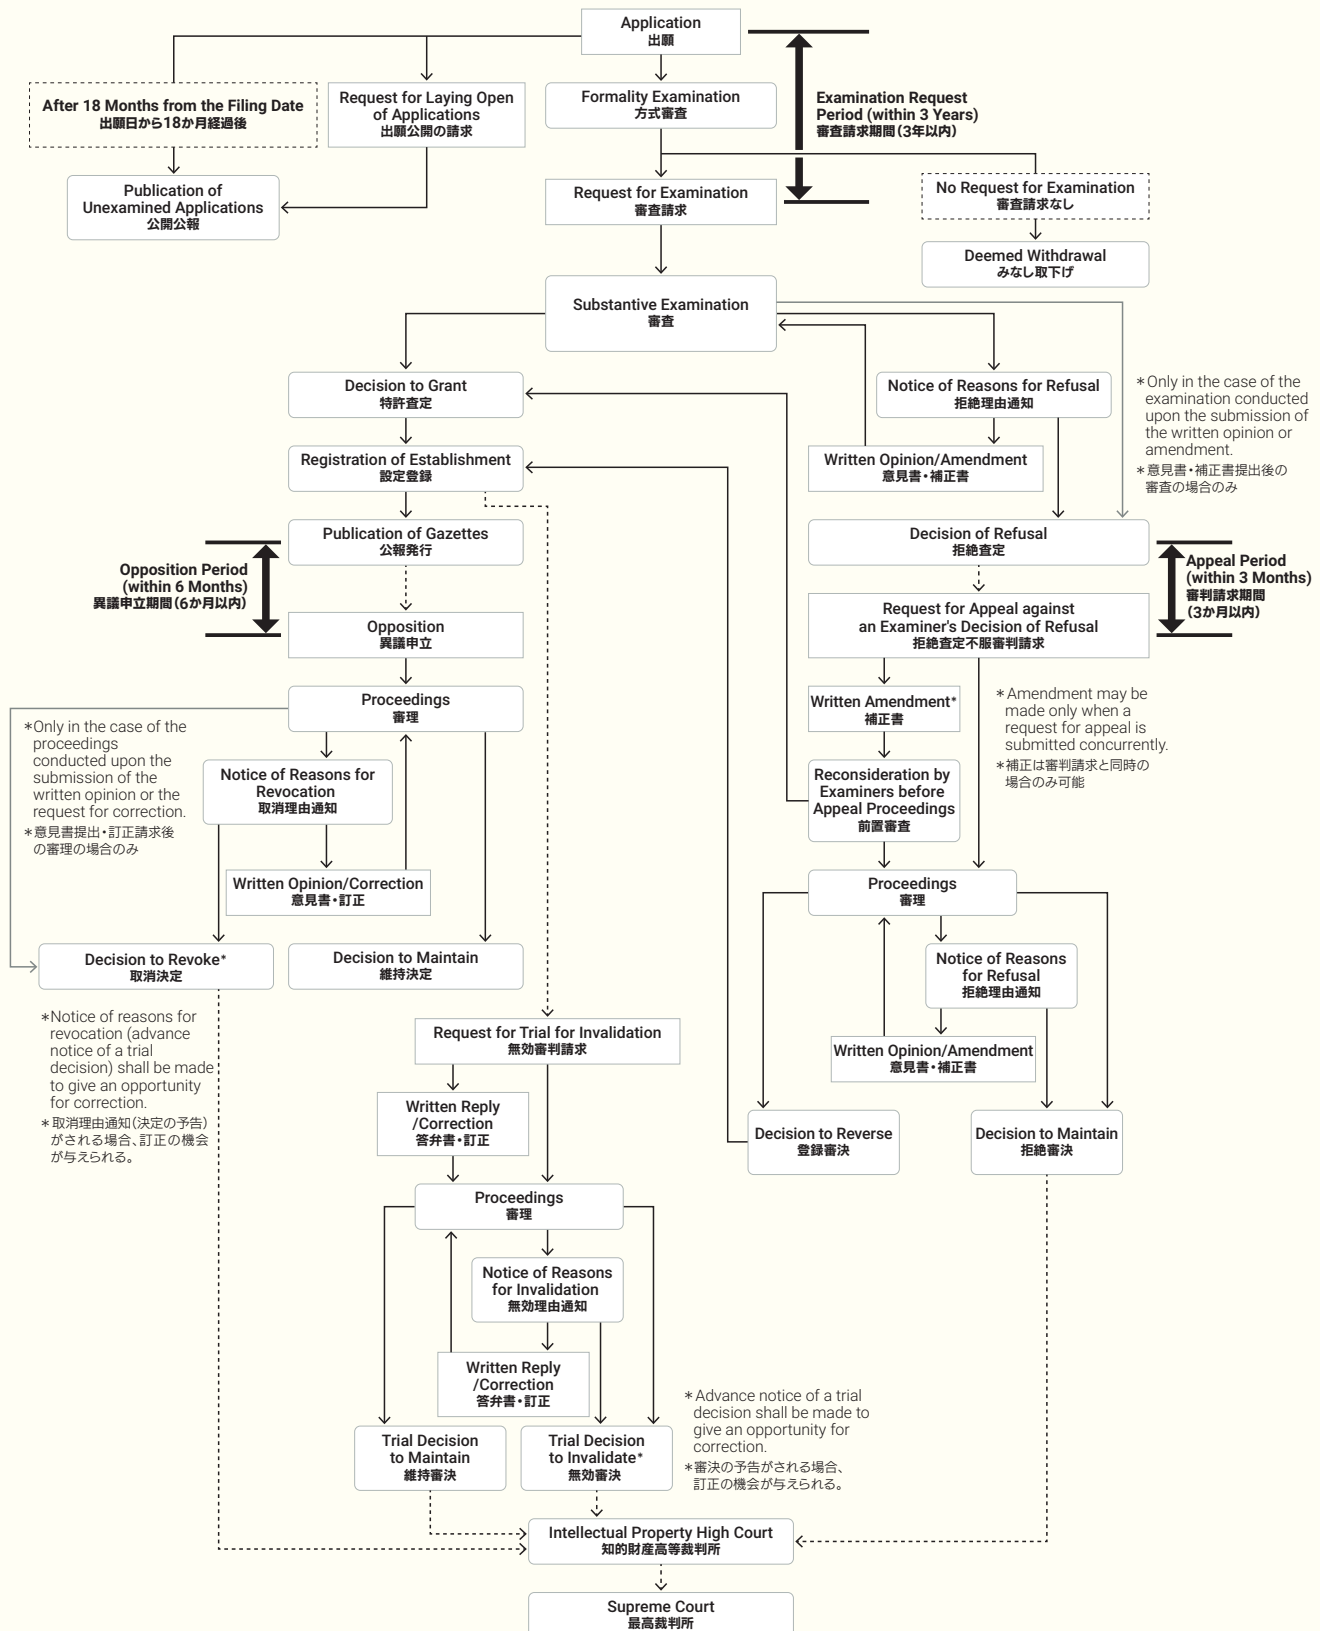 Application
出願
After 18 Months from the Filing Date
出願日から18か月経過後
Request for Laying Open
of Applications
出願公開の請求
Formality Examination
方式審査
Examination Request
Period (within 3 Years)
審査請求期間(3年以内)
Publication of
Unexamined Applications
公開公報
Request for Examination
審査請求
No Request for Examination
審査請求なし
Deemed Withdrawal
みなし取下げ
Substantive Examination
審査
Decision to Grant
特許査定
Notice of Reasons for Refusal
拒絶理由通知
*Only in the case of the
examination conducted
upon the submission of
the written opinion or
amendment.
*意見書・補正書提出後の
審査の場合のみ
Registration of Establishment
設定登録
Written Opinion/Amendment
意見書・補正書
Publication of Gazettes
公報発行
Decision of Refusal
拒絶査定
Opposition Period
(within 6 Months)
異議申立期間(6か月以内)
Appeal Period
(within 3 Months)
審判請求期間
(3か月以内)
Opposition
異議申立
Request for Appeal against
an Examiner's Decision of Refusal
拒絶査定不服審判請求
Proceedings
審理
Written Amendment*
補正書
*Amendment may be
made only when a
request for appeal is
submitted concurrently.
*補正は審判請求と同時の
場合のみ可能
*Only in the case of the
proceedings
conducted upon the
submission of the
written opinion or the
request for correction.
*意見書提出・訂正請求後
の審理の場合のみ
Notice of Reasons for
Revocation
取消理由通知
Reconsideration by
Examiners before
Appeal Proceedings
前置審査
Written Opinion/Correction
意見書・訂正
Proceedings
審理
Decision to Revoke*
取消決定
Decision to Maintain
維持決定
Notice of Reasons
for Refusal
拒絶理由通知
*Notice of reasons for
revocation (advance
notice of a trial
decision) shall be made
to give an opportunity
for correction.
*取消理由通知(決定の予告)
がされる場合、訂正の機会
が与えられる。
Request for Trial for Invalidation
無効審判請求
Written Opinion/Amendment
意見書・補正書
Written Reply
/Correction
答弁書・訂正
Decision to Reverse
登録審決
Decision to Maintain
拒絶審決
Proceedings
審理
Notice of Reasons
for Invalidation
無効理由通知
Written Reply
/Correction
答弁書・訂正
*Advance notice of a trial
decision shall be made to
give an opportunity for
correction.
*審決の予告がされる場合、
訂正の機会が与えられる。
Trial Decision
to Maintain
維持審決
Trial Decision
to Invalidate*
無効審決
Intellectual Property High Court
知的財産高等裁判所
Supreme Court
最高裁判所